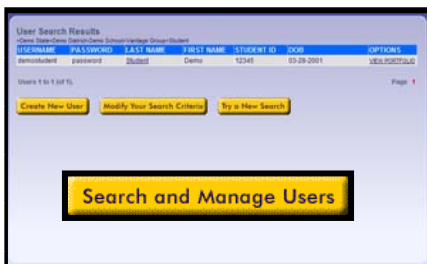 User Search Results
>Demo State>Demo District>Demo School>Vantage Group>Student
USERNAME PASSWORD LAST NAME FIRST NAME STUDENT ID DOB OPTIONS
demostudent password Student Demo 12345 03-28-2001 VIEW PORTFOLIO
Users 1 to 1 (of 1). Page 1
Create New User Modify Your Search Criteria Try a New Search
Search and Manage Users